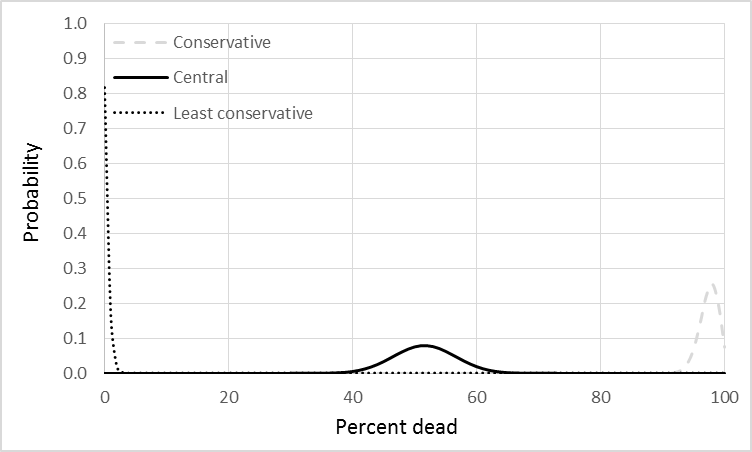 1.0
0.9
0.8
0.7
0.6
0.5
0.4
0.3
0.2
0.1
0.0
Probability
Conservative
Central
Least conservative
0 20 40 60 80 100
Percent dead